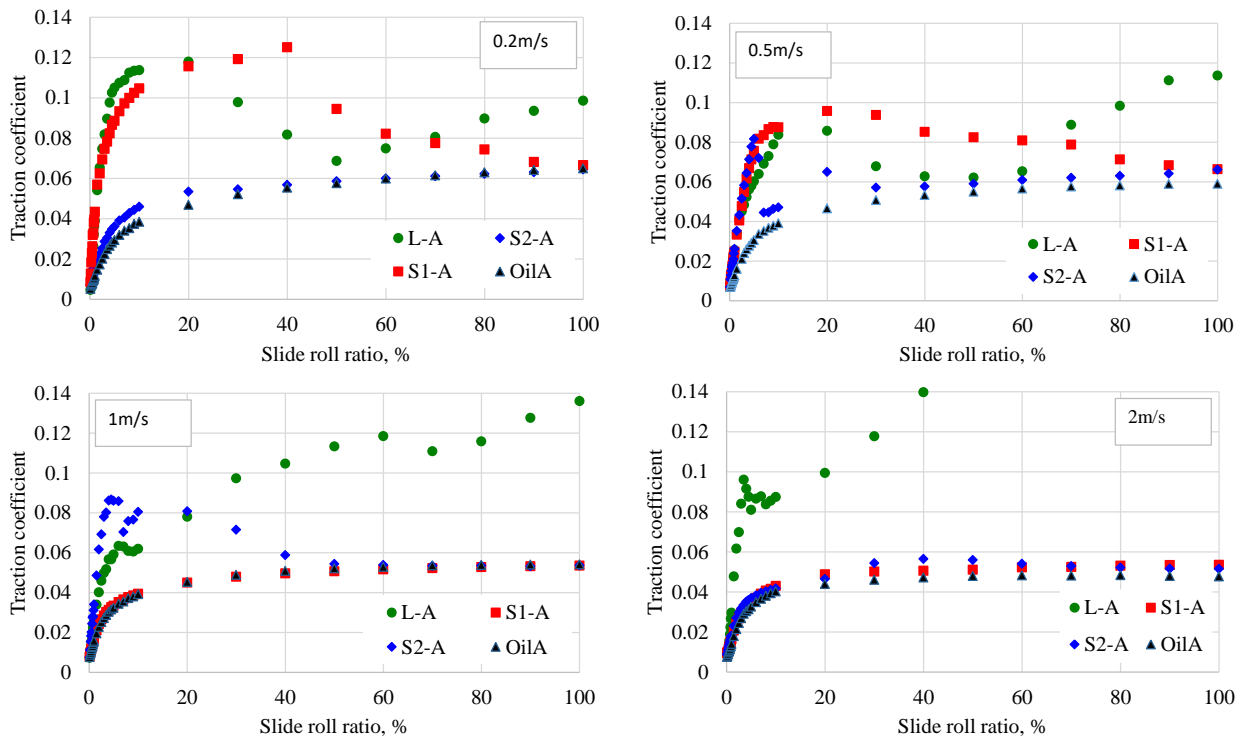 0.2m/s
Traction coefficient
0.14
0.12
0.1
0.08
0.06
0.04
0.02
0
L-A S2-A
S1-A OilA
0 20 40 60 80 100
Slide roll ratio, %
0.5m/s
Traction coefficient
0.14
0.12
0.1
0.08
0.06
0.04
0.02
0
L-A S1-A
S2-A OilA
0 20 40 60 80 100
Slide roll ratio, %
1m/s
Traction coefficient
0.14
0.12
0.1
0.08
0.06
0.04
0.02
0
L-A S1-A
S2-A OilA
0 20 40 60 80 100
Slide roll ratio, %
2m/s
Traction coefficient
0.14
0.12
0.1
0.08
0.06
0.04
0.02
0
L-A S1-A
S2-A OilA
0 20 40 60 80 100
Slide roll ratio, %